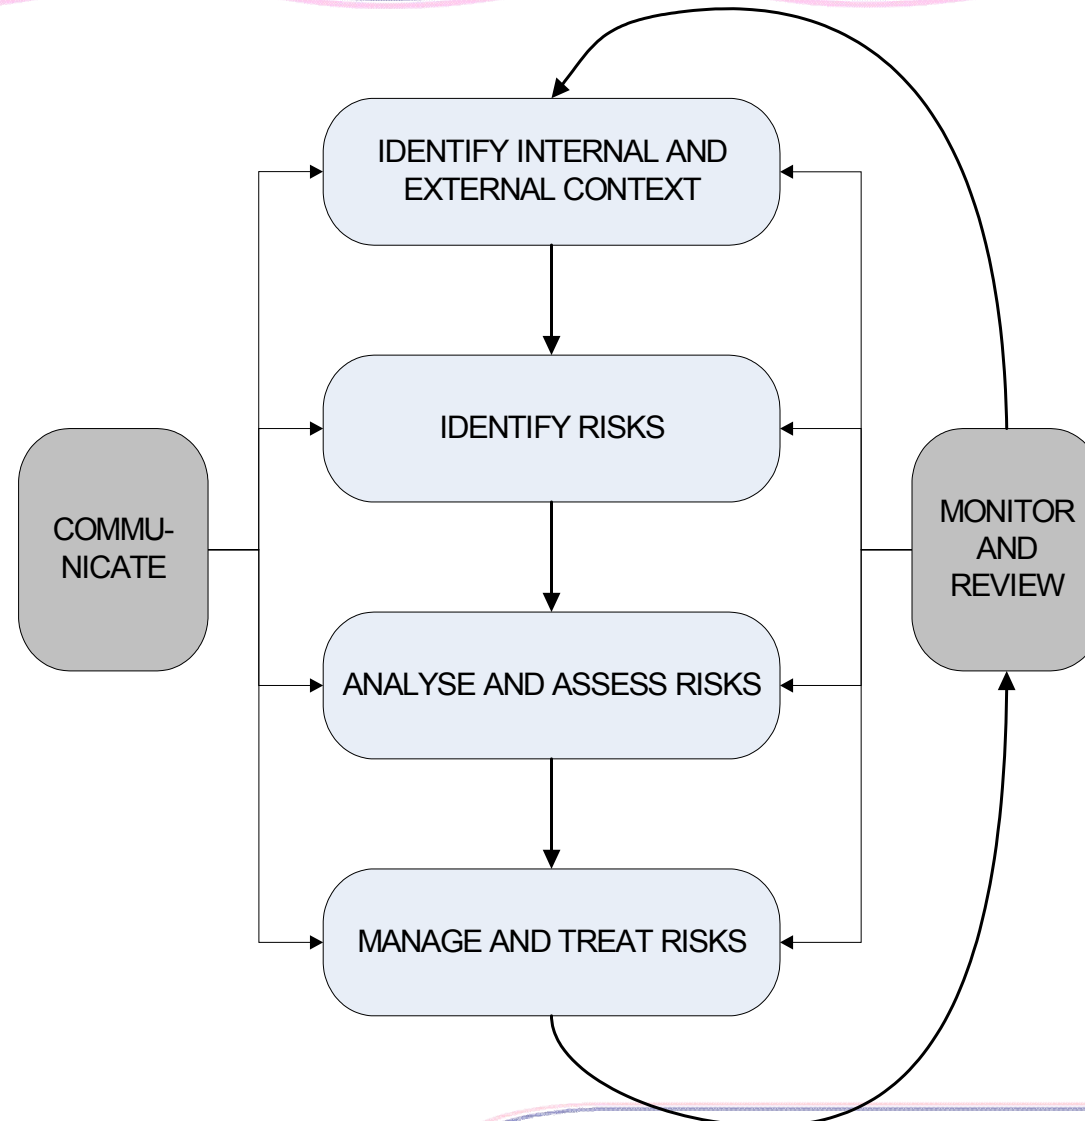 IDENTIFY INTERNAL AND
EXTERNAL CONTEXT
IDENTIFY RISKS
COMMU-
NICATE
MONITOR
AND
REVIEW
ANALYSE AND ASSESS RISKS
MANAGE AND TREAT RISKS